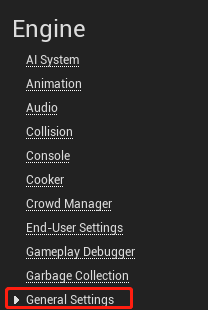 Engine
AI System
Animation
Audio
Collision
Console
Cooker
Crowd Manager
End-User Settings
Gameplay Debugger
Garbage Collection
General Settings